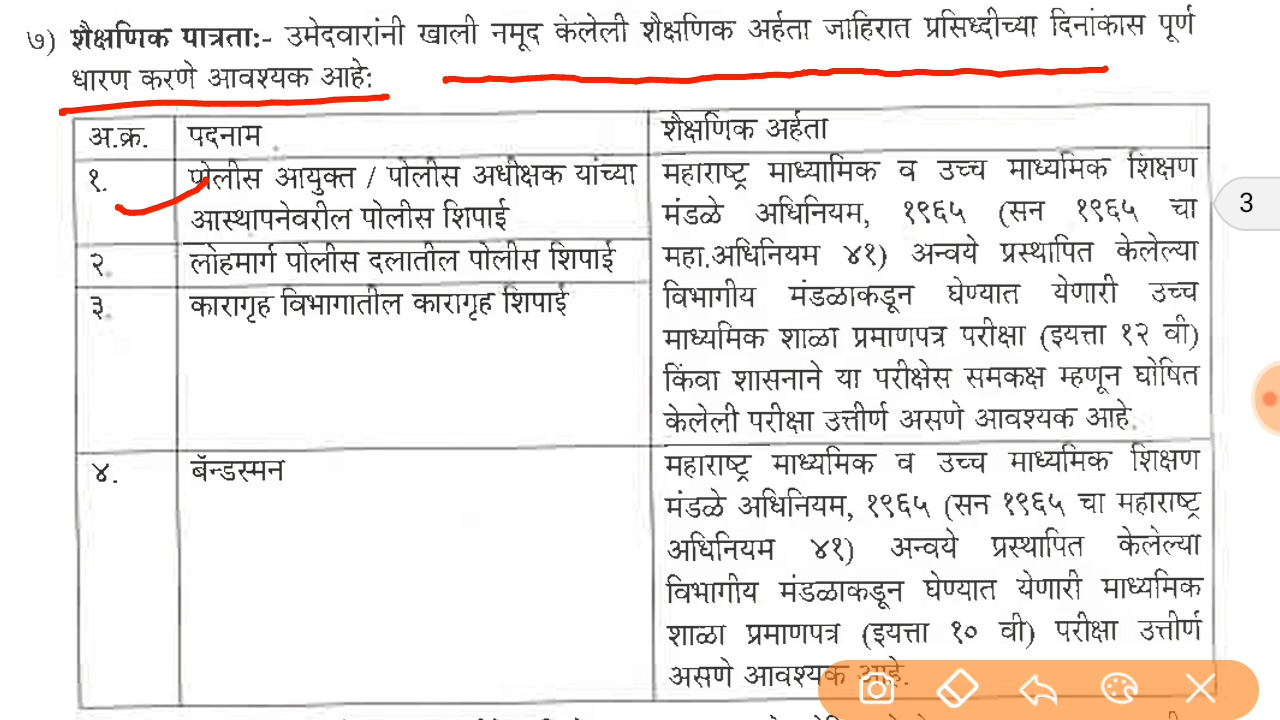 ७) शैक्षणिक पात्रता:- उमेदवारांनी खाली नमूद केलेली शैक्षणिक अर्हता जाहिरात प्रसिध्दीच्या दिनांकास पूर्ण
धारण करणे आवश्यक आहे:
अ.क्र. पदनाम शैक्षणिक अर्हता
१. पोलीस आयुक्त / पोलीस अधीक्षक यांच्या
आस्थापनेवरील पोलीस शिपाई
२. लोहमार्ग पोलीस दलातील पोलीस शिपाई
३. कारागृह विभागातील कारागृह शिपाई
महाराष्ट्र माध्यामिक व उच्च माध्यमिक शिक्षण
मंडळे अधिनियम, १९६५ (सन १९६५ चा
महा.अधिनियम ४१) अन्वये प्रस्थापित केलेल्या
विभागीय मंडळाकडून घेण्यात येणारी उच्च
माध्यमिक शाळा प्रमाणपत्र परीक्षा (इयत्ता १२ वी)
किंवा शासनाने या परीक्षेस समकक्ष म्हणून घोषित
केलेली परीक्षा उत्तीर्ण असणे आवश्यक आहे.
४. बॅन्डस्मन
महाराष्ट्र माध्यमिक व उच्च माध्यमिक शिक्षण
मंडळे अधिनियम, १९६५ (सन १९६५ चा महाराष्ट्र
अधिनियम ४१) अन्वये प्रस्थापित केलेल्या
विभागीय मंडळाकडून घेण्यात येणारी माध्यमिक
शाळा प्रमाणपत्र (इयत्ता १० वी) परीक्षा उत्तीर्ण
असणे आवश्यक आहे.
3